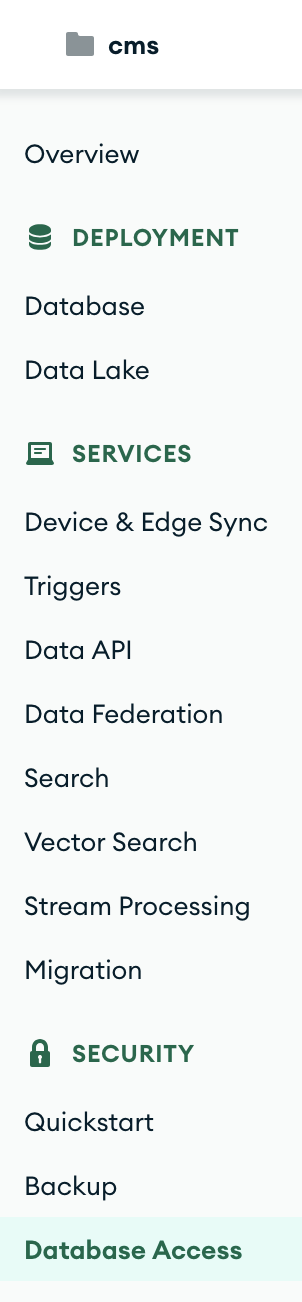 cms
Overview
DEPLOYMENT
Database
Data Lake
SERVICES
Device & Edge Sync
Triggers
Data API
Data Federation
Search
Vector Search
Stream Processing
Migration
SECURITY
Quickstart
Backup
Database Access